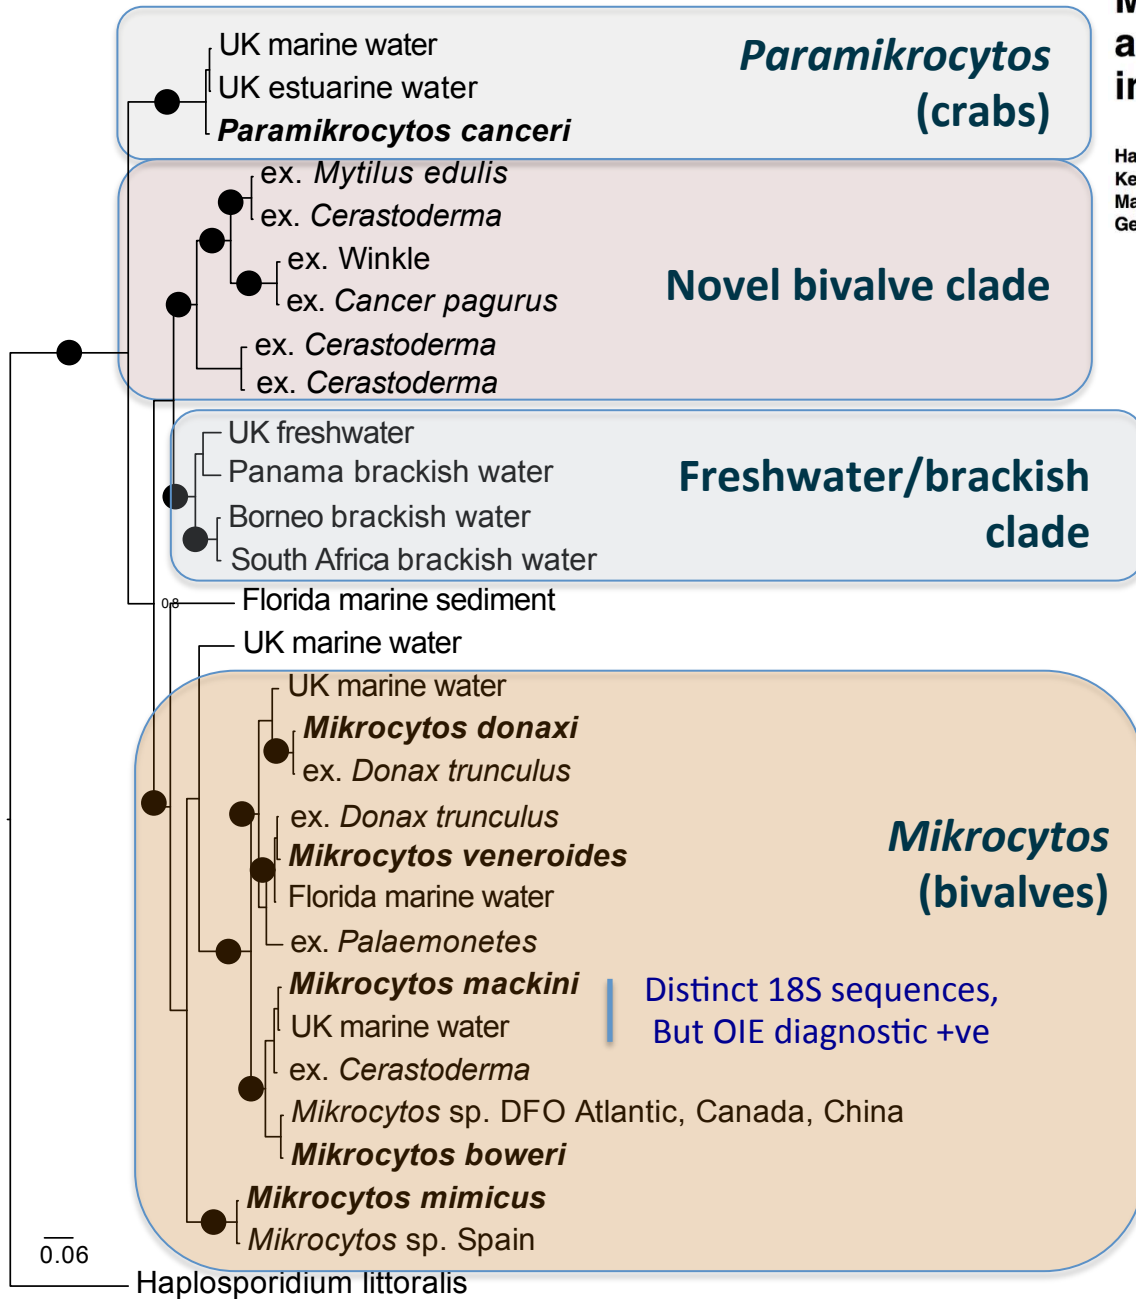 UK marine water
UK estuarine water
Paramikrocytos canceri
Paramikrocytos
(crabs)
ex. Mytilus edulis
ex. Cerastoderma
ex. Winkle
ex. Cancer pagurus
ex. Cerastoderma
ex. Cerastoderma
Novel bivalve clade
UK freshwater
Panama brackish water
Borneo brackish water
South Africa brackish water
Freshwater/brackish
clade
0.8
Florida marine sediment
UK marine water
UK marine water
Mikrocytos donaxi
ex. Donax trunculus
ex. Donax trunculus
Mikrocytos veneroides
Florida marine water
ex. Palaemonetes
Mikrocytos
(bivalves)
Mikrocytos mackini
UK marine water
ex. Cerastoderma
Distinct 18S sequences,
But OIE diagnostic +ve
Mikrocytos sp. DFO Atlantic, Canada, China
Mikrocytos boweri
Mikrocytos mimicus
Mikrocytos sp. Spain
0.06
Haplosporidium littoralis